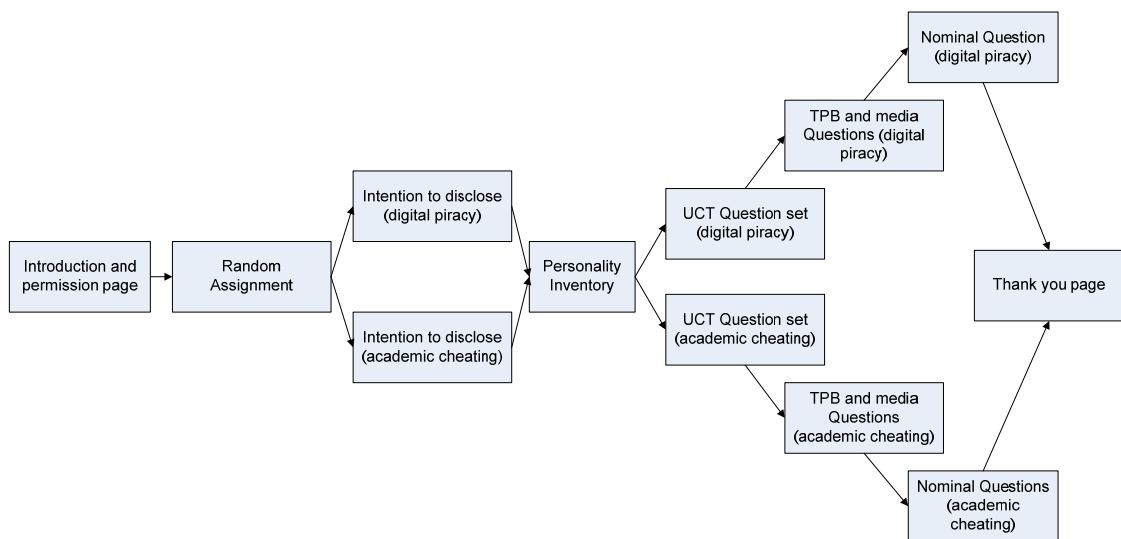 Introduction and
permission page
Random
Assignment
Intention to disclose
(digital piracy)
Intention to disclose
(academic cheating)
Personality
Inventory
UCT Question set
(digital piracy)
UCT Question set
(academic cheating)
TPB and media
Questions (digital
piracy)
TPB and media
Questions
(academic cheating)
Nominal Question
(digital piracy)
Nominal Questions
(academic
cheating)
Thank you page